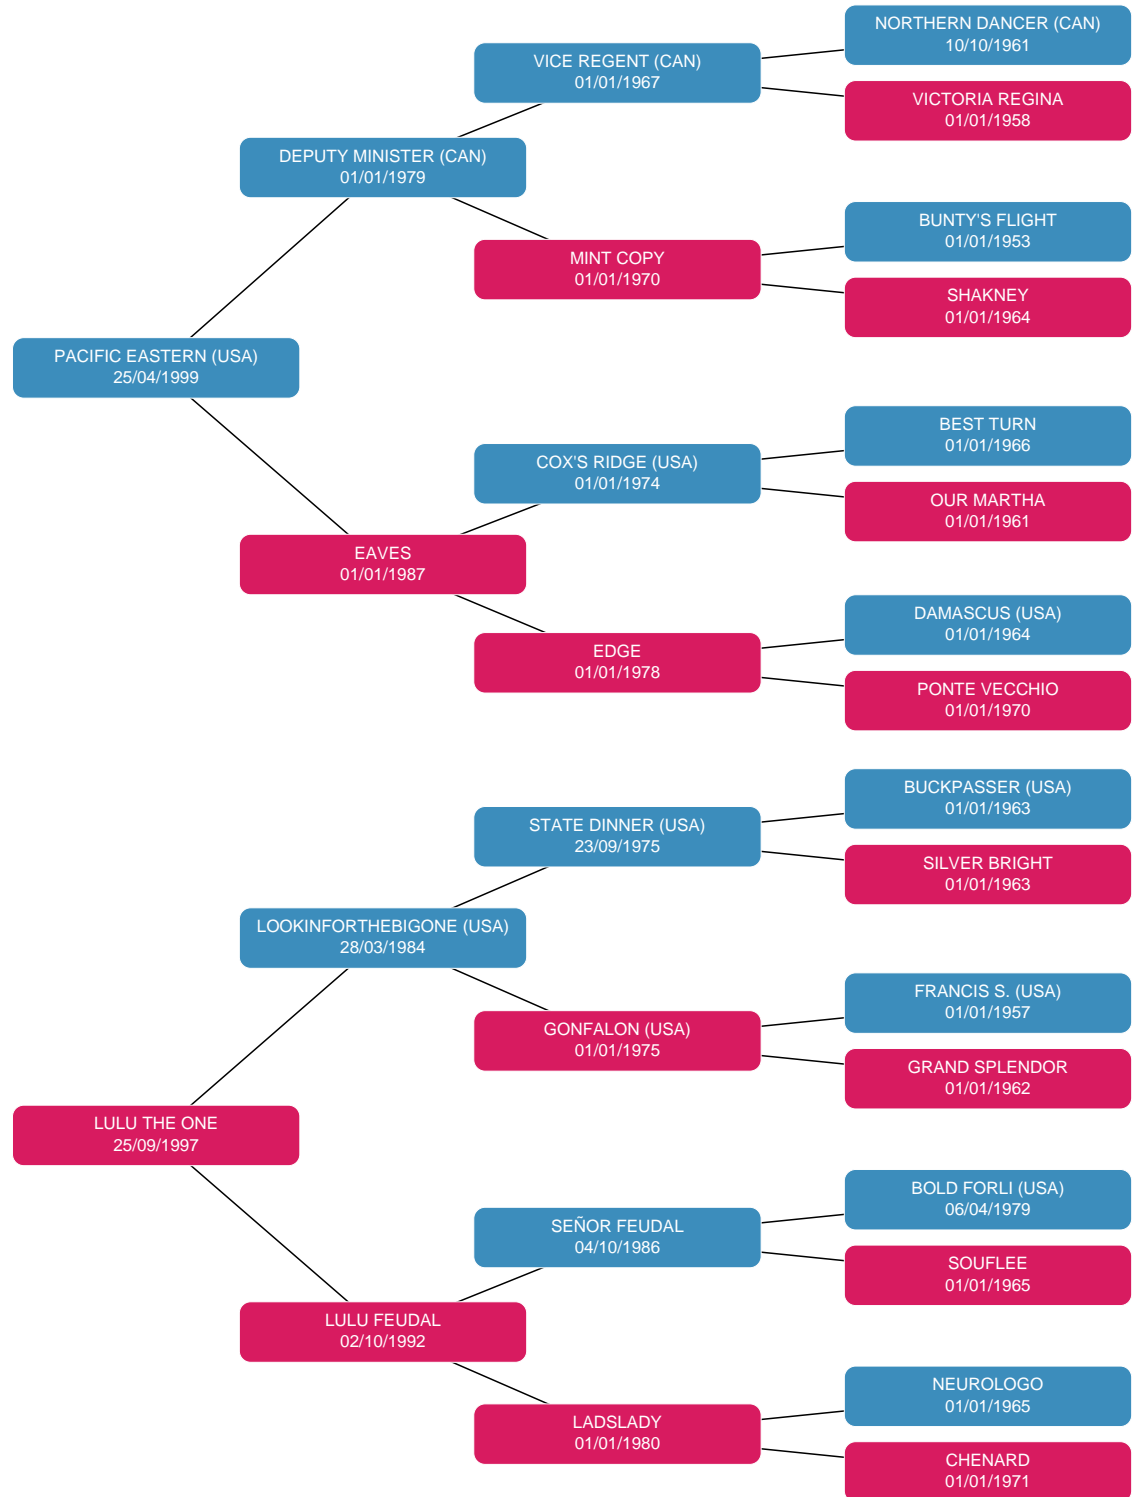 NORTHERN DANCER (CAN)
10/10/1961
VICE REGENT (CAN)
01/01/1967
VICTORIA REGINA
01/01/1958
DEPUTY MINISTER (CAN)
01/01/1979
BUNTY'S FLIGHT
01/01/1953
MINT COPY
01/01/1970
SHAKNEY
01/01/1964
PACIFIC EASTERN (USA)
25/04/1999
BEST TURN
01/01/1966
COX'S RIDGE (USA)
01/01/1974
OUR MARTHA
01/01/1961
EAVES
01/01/1987
DAMASCUS (USA)
01/01/1964
EDGE
01/01/1978
PONTE VECCHIO
01/01/1970
BUCKPASSER (USA)
01/01/1963
STATE DINNER (USA)
23/09/1975
SILVER BRIGHT
01/01/1963
LOOKINFORTHEBIGONE (USA)
28/03/1984
FRANCIS S. (USA)
01/01/1957
GONFALON (USA)
01/01/1975
GRAND SPLENDOR
01/01/1962
LULU THE ONE
25/09/1997
BOLD FORLI (USA)
06/04/1979
SEÑOR FEUDAL
04/10/1986
SOUFLEE
01/01/1965
LULU FEUDAL
02/10/1992
NEUROLOGO
01/01/1965
LADSLADY
01/01/1980
CHENARD
01/01/1971